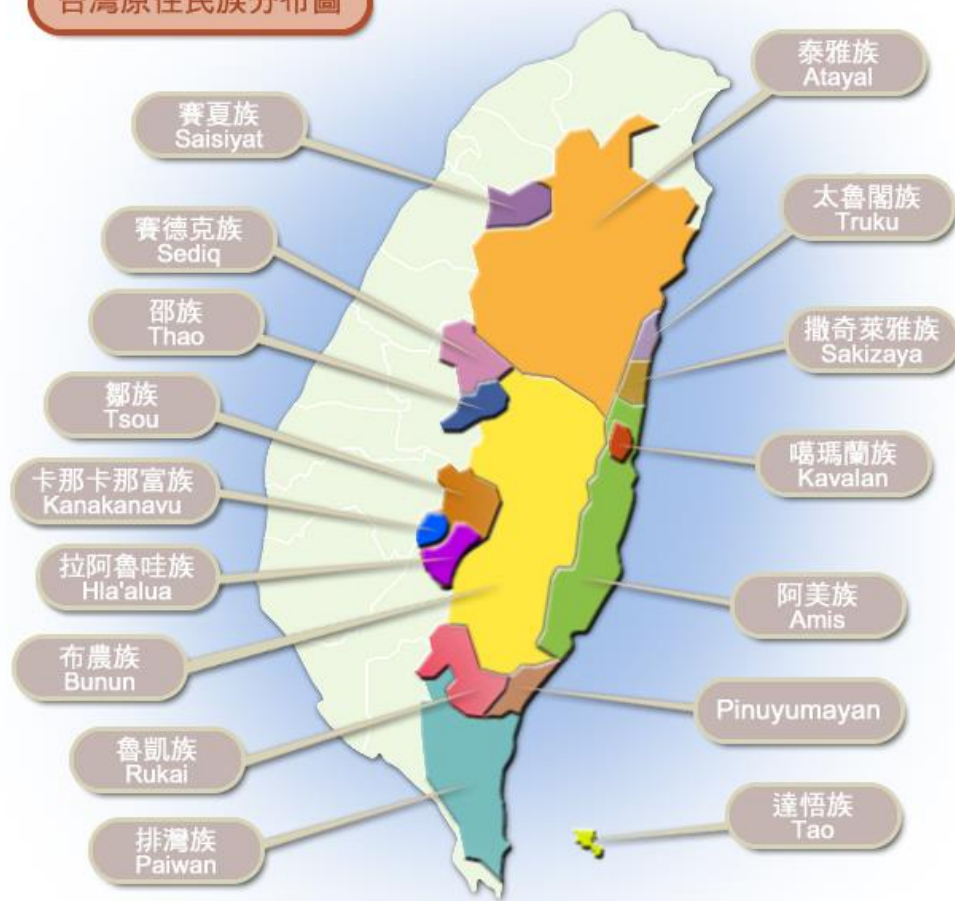 台灣原住民族分布圖
泰雅族
Atayal
賽夏族
Saisiyat
太魯閣族
Truku
賽德克族
Sediq
邵族
Thao
撒奇萊雅族
Sakizaya
鄒族
Tsou
噶瑪蘭族
Kavalan
卡那卡那富族
Kanakanavu
拉阿魯哇族
Hla'alua
阿美族
Amis
布農族
Bunun
Pinuyumayan
魯凱族
Rukai
達悟族
Tao
排灣族
Paiwan